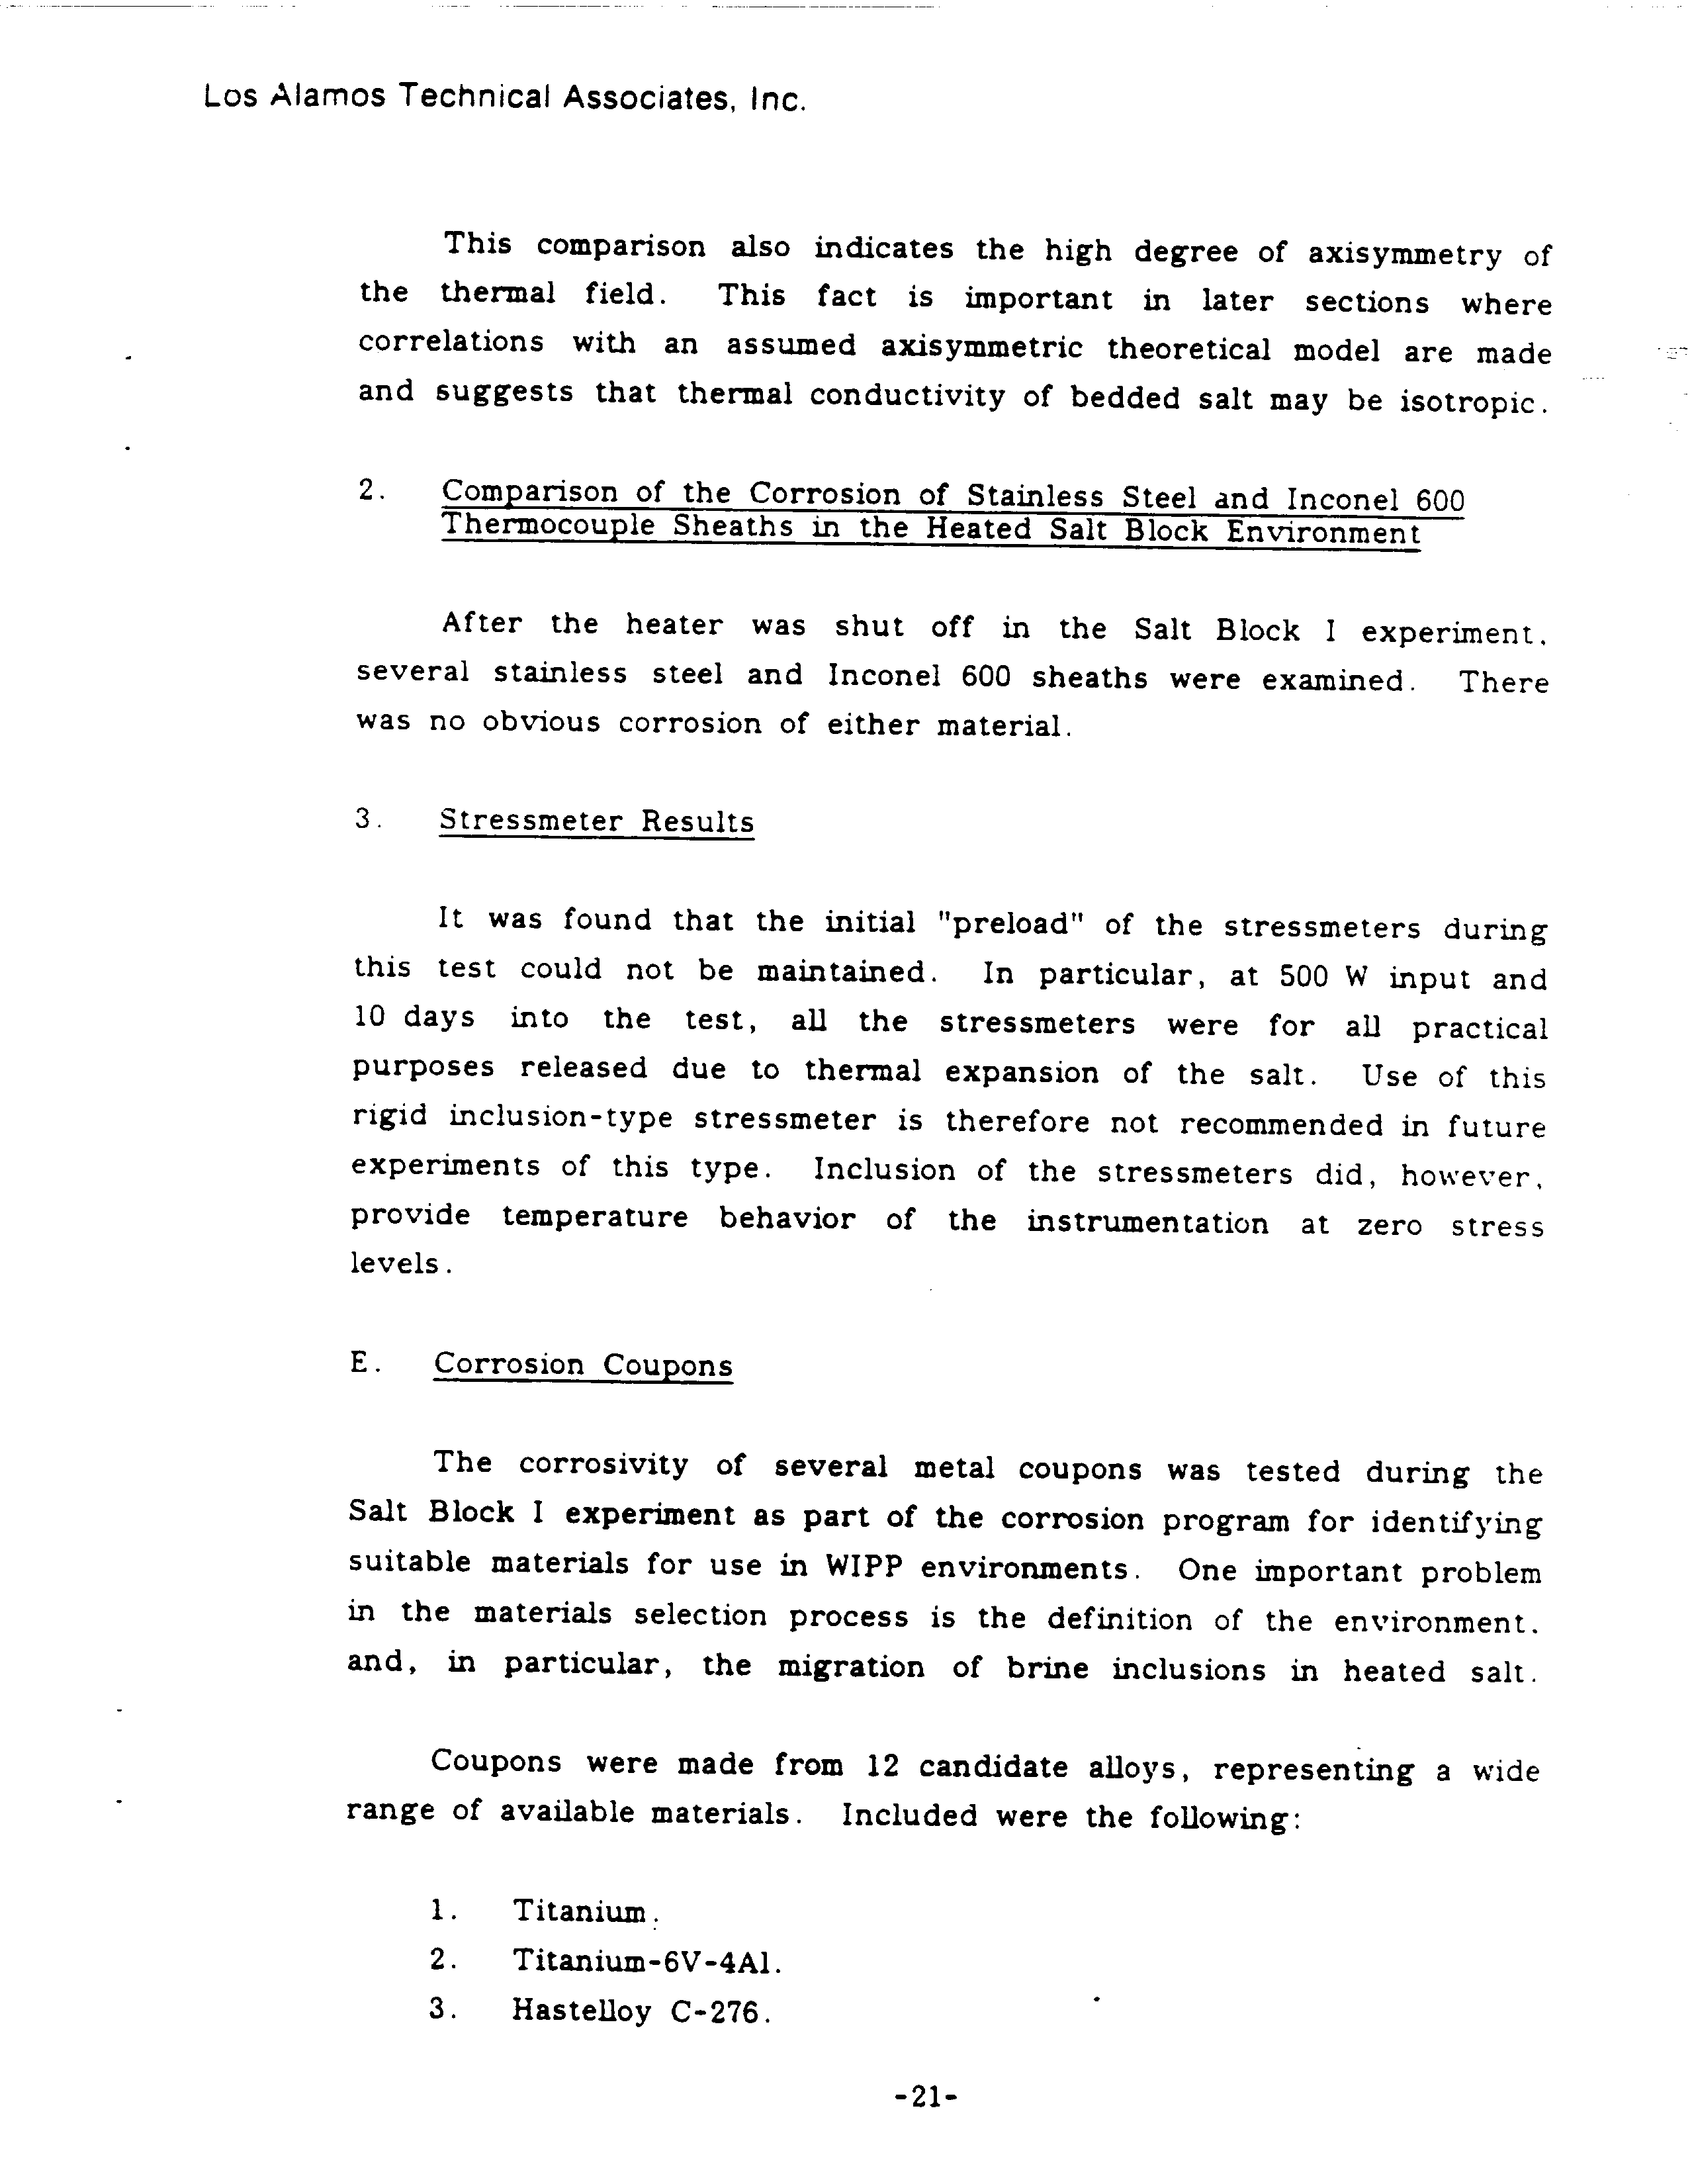 Los Alamos Technical Associates, Inc.
This comparison also indicates the high degree of axisymmetry of
the thermal field. This fact is important in later sections where
correlations with an assumed axisymmetric theoretical model are made
and suggests that thermal conductivity of bedded salt may be isotropic.
2. Comparison of the Corrosion of Stainless Steel and Inconel 600
Thermocouple Sheaths in the Heated Salt Block Environment
After the heater was shut off in the Salt Block I experiment,
several stainless steel and Inconel 600 sheaths were examined. There
was no obvious corrosion of either material.
3. Stressmeter Results
It was found that the initial "preload" of the stressmeters during
this test could not be maintained. In particular, at 500 W input and
10 days into the test, all the stressmeters were for all practical
purposes released due to thermal expansion of the salt. Use of this
rigid inclusion-type stressmeter is therefore not recommended in future
experiments of this type. Inclusion of the stressmeters did, however,
provide temperature behavior of the instrumentation at zero stress
levels.
E. Corrosion Coupons
The corrosivity of several metal coupons was tested during the
Salt Block I experiment as part of the corrosion program for identifying
suitable materials for use in WIPP environments. One important problem
in the materials selection process is the definition of the environment,
and, in particular, the migration of brine inclusions in heated salt.
Coupons were made from 12 candidate alloys, representing a wide
range of available materials. Included were the following:
1. Titanium.
2. Titanium-6V-4Al.
3. Hastelloy C-276.
-21-